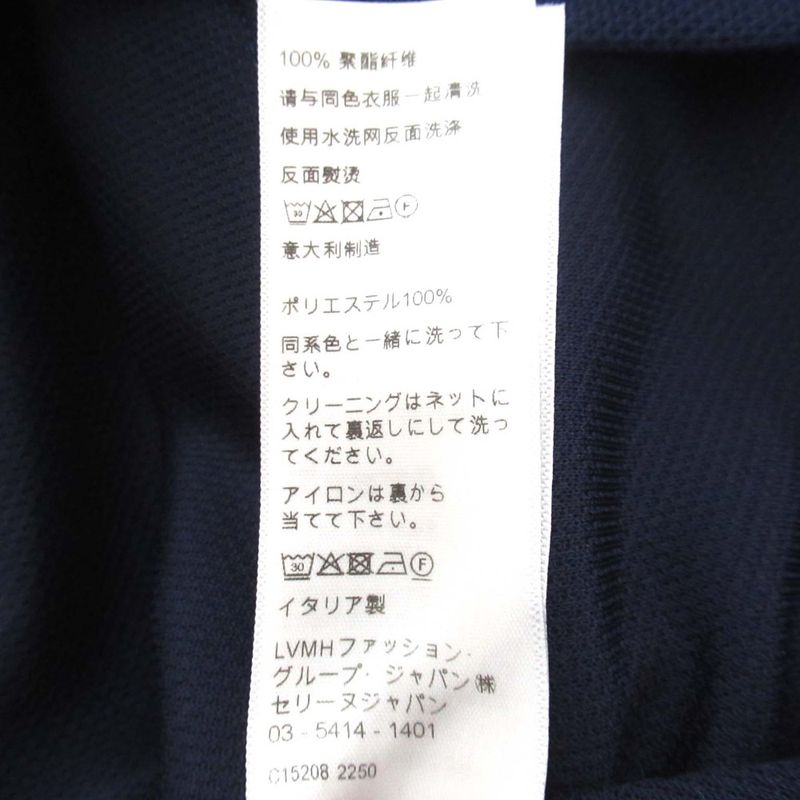 100% 聚酯纤维
请与同色衣服一起清洗
使用水洗网反面洗涤
反面熨烫
30 F
意大利制造
ポリエステル100%
同系色と一緒に洗って下
さい。
クリーニングはネットに
入れて裏返しにして洗っ
てください。
アイロンは裏から
当てて下さい。
30 F
イタリア製
LVMHファッション・
グループ・ジャパン㈱
セリーヌジャパン
03 - 5414 - 1401
C15208 2250